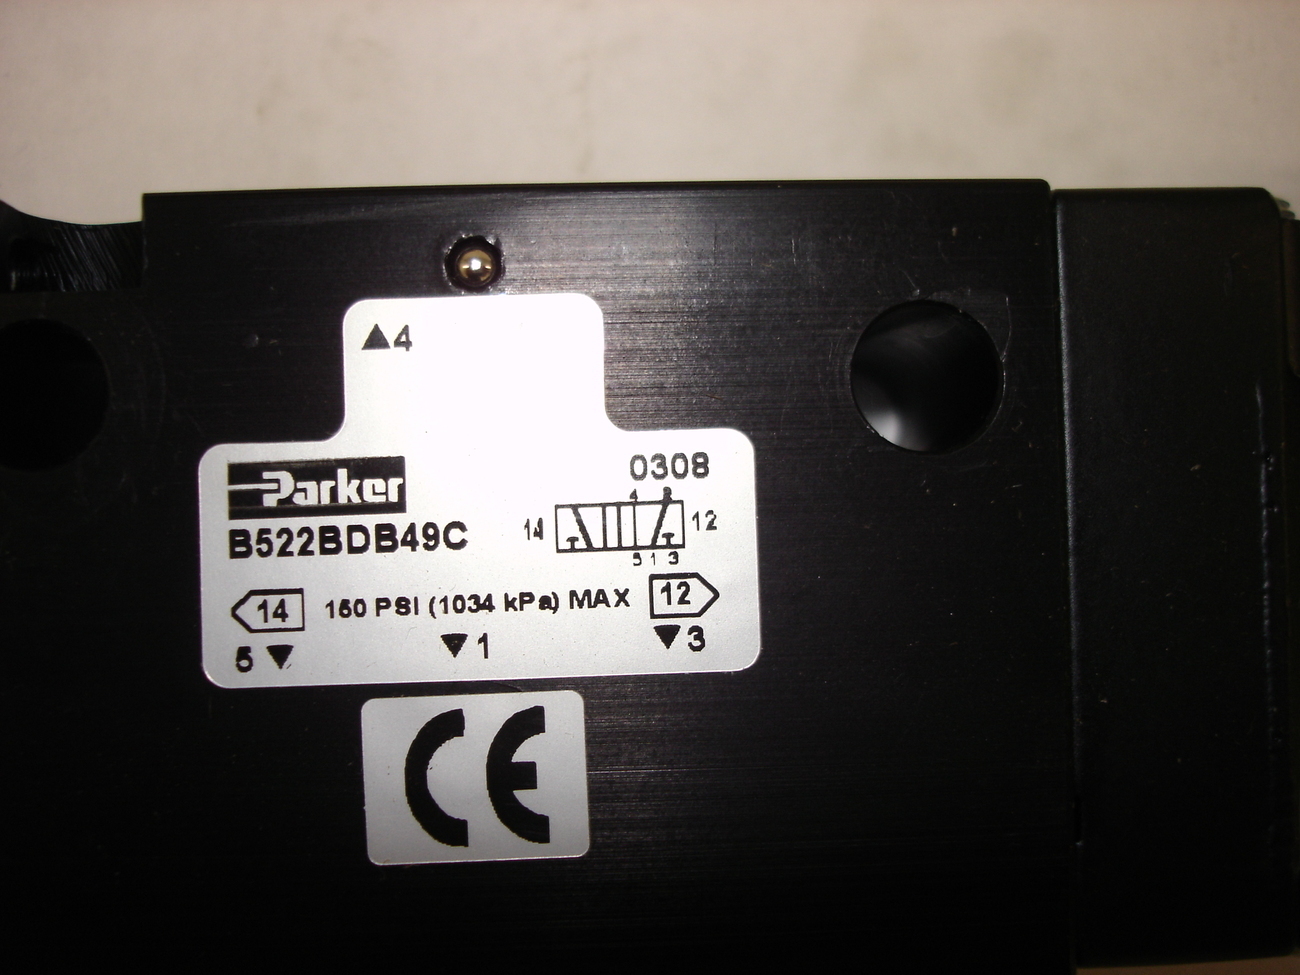 ▲4
Parker
0308
B522BDB49C
4 2
14 12
5 1 3
14 150 PSI (1034 kPa) MAX 12
5 ▼ ▼ 1 ▼ 3
CE